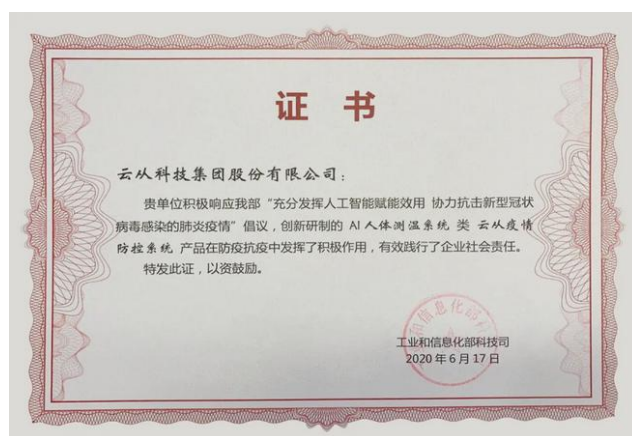 证 书
云从科技集团股份有限公司：
贵单位积极响应我部“充分发挥人工智能赋能效用 协力抗击新型冠状
病毒感染的肺炎疫情”倡议，创新研制的 AI 人体测温系统 类 云从疫情
防控系统 产品在防疫抗疫中发挥了积极作用，有效践行了企业社会责任。
特发此证，以资鼓励。
工业和信息化部科技司
2020 年 6 月 17 日